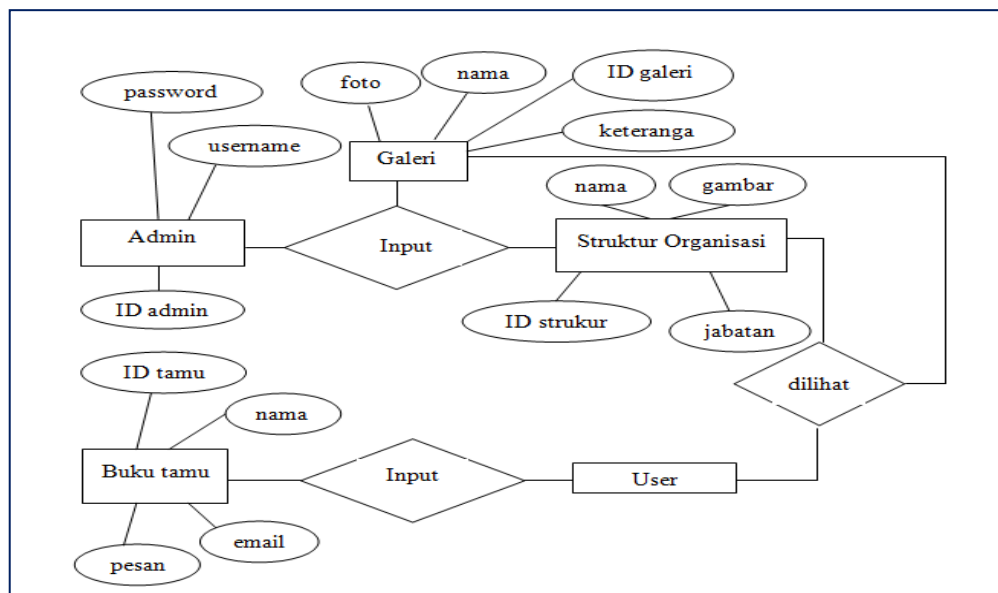 foto
nama
ID galeri
password
keteranga
username
Galeri
nama
gambar
Admin
Input
Struktur Organisasi
ID admin
ID strukur
jabatan
ID tamu
dilihat
nama
Buku tamu
Input
User
email
pesan